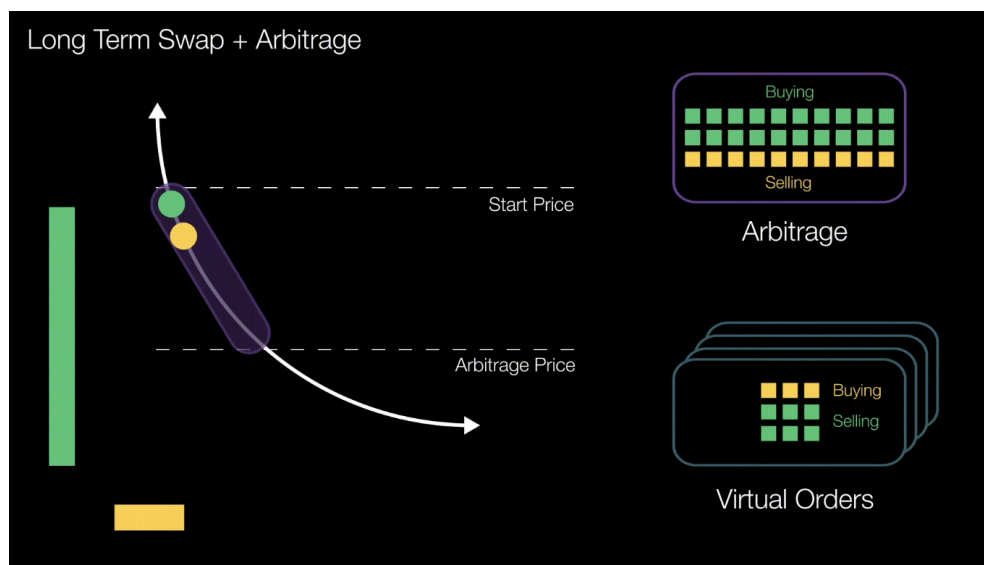 Long Term Swap + Arbitrage
Start Price
Arbitrage Price
Buying
Selling
Arbitrage
Buying
Selling
Virtual Orders